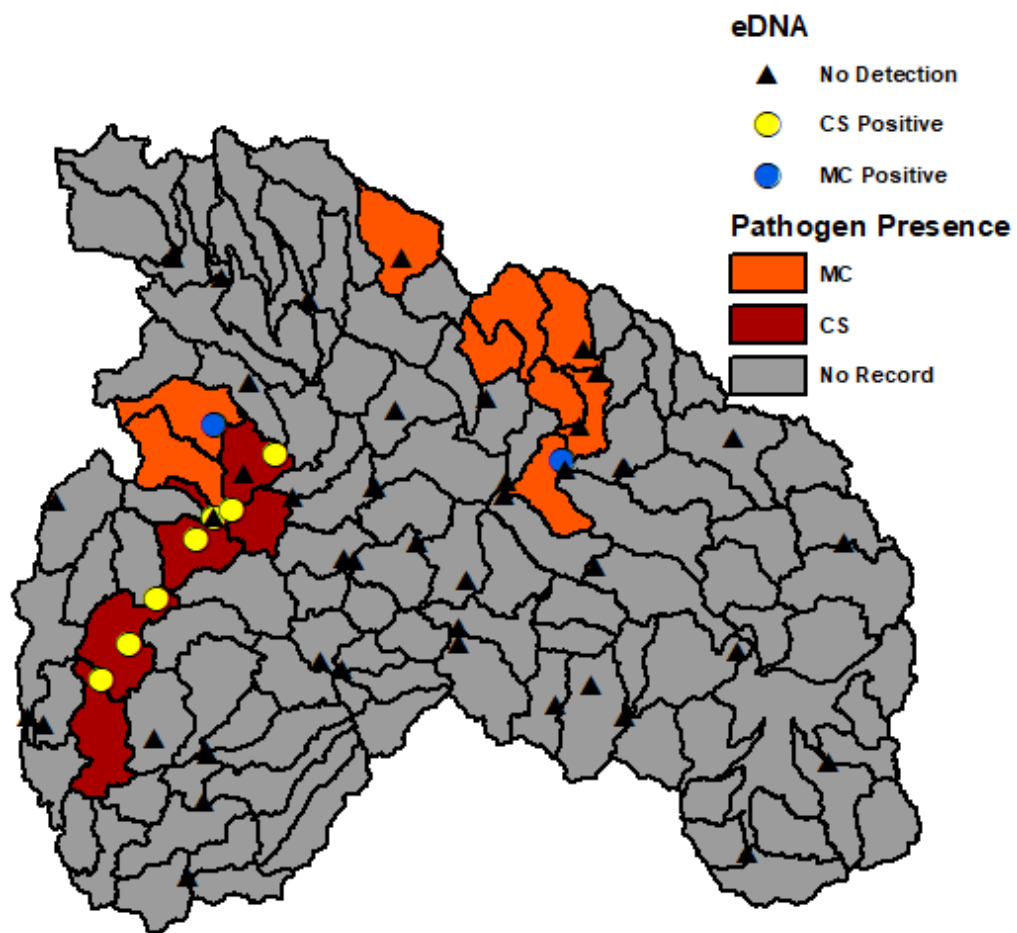 eDNA
No Detection
CS Positive
MC Positive
Pathogen Presence
MC
CS
No Record